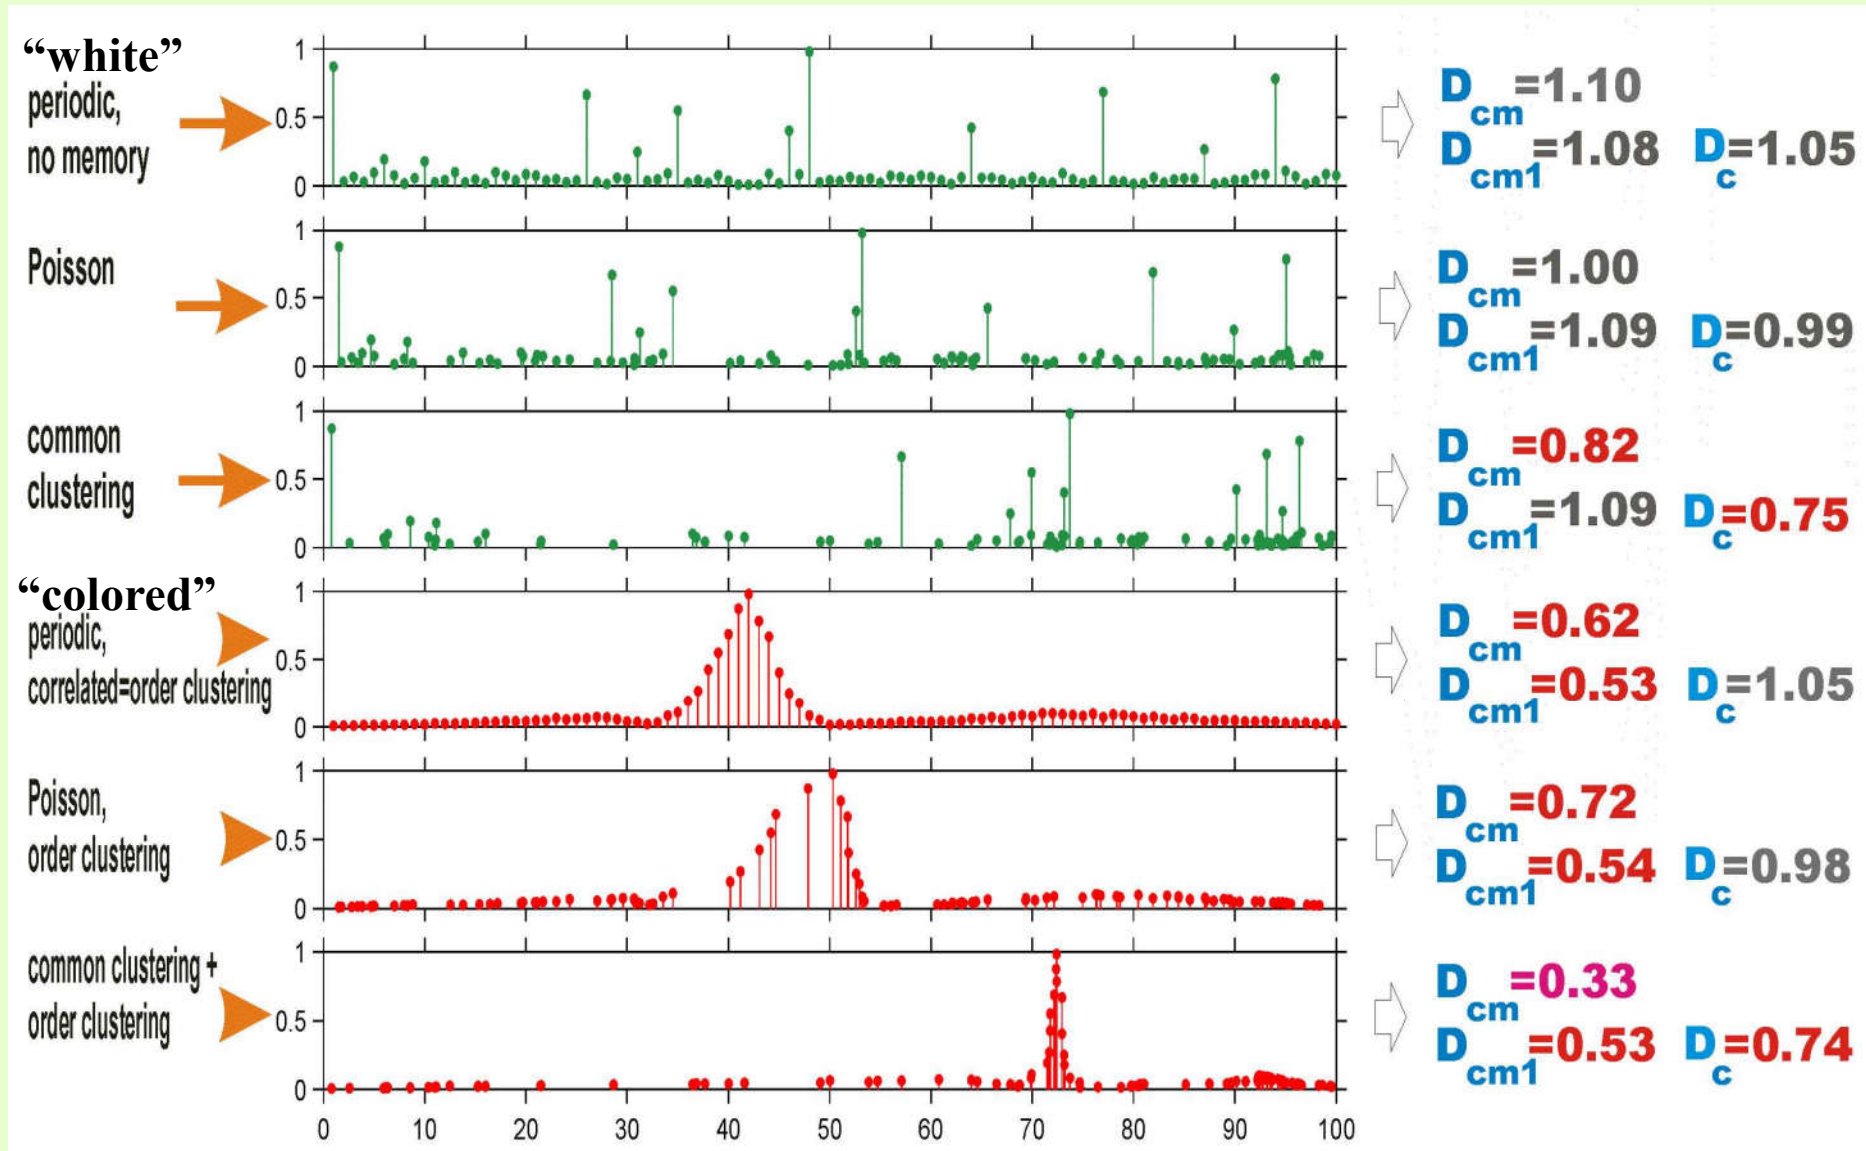 “white”
periodic,
no memory
1
0.5
0
D_cm=1.10
D_cm1=1.08 D_c=1.05
Poisson
1
0.5
0
D_cm=1.00
D_cm1=1.09 D_c=0.99
common
clustering
1
0.5
0
D_cm=0.82
D_cm1=1.09 D_c=0.75
“colored”
periodic,
correlated=order clustering
1
0.5
0
D_cm=0.62
D_cm1=0.53 D_c=1.05
Poisson,
order clustering
1
0.5
0
D_cm=0.72
D_cm1=0.54 D_c=0.98
common clustering +
order clustering
1
0.5
0
D_cm=0.33
D_cm1=0.53 D_c=0.74
0 10 20 30 40 50 60 70 80 90 100